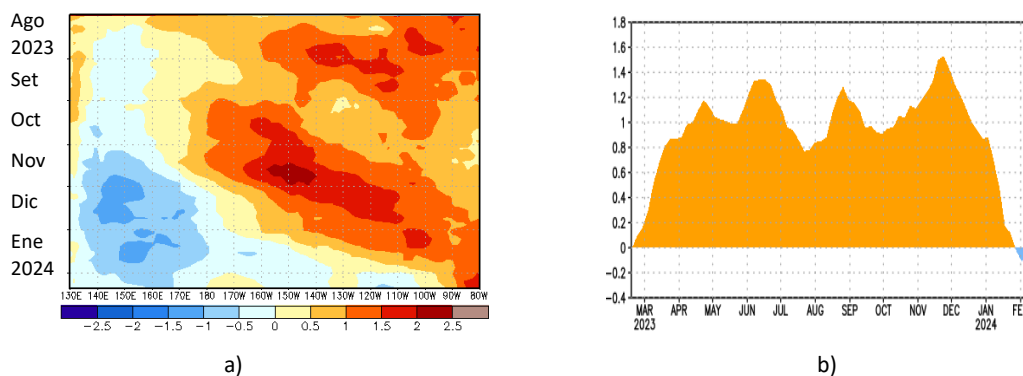 Ago
2023
Set
Oct
Nov
Dic
Ene
2024
130E 140E 150E 160E 170E 180 170W 160W 150W 140W 130W 120W 110W 100W 90W 80W
-2.5 -2 -1.5 -1 -0.5 0 0.5 1 1.5 2 2.5
a)
1.8
1.6
1.4
1.2
1
0.8
0.6
0.4
0.2
0
-0.2
-0.4
MAR APR MAY JUN JUL AUG SEP OCT NOV DEC JAN FE
2023 2024
b)